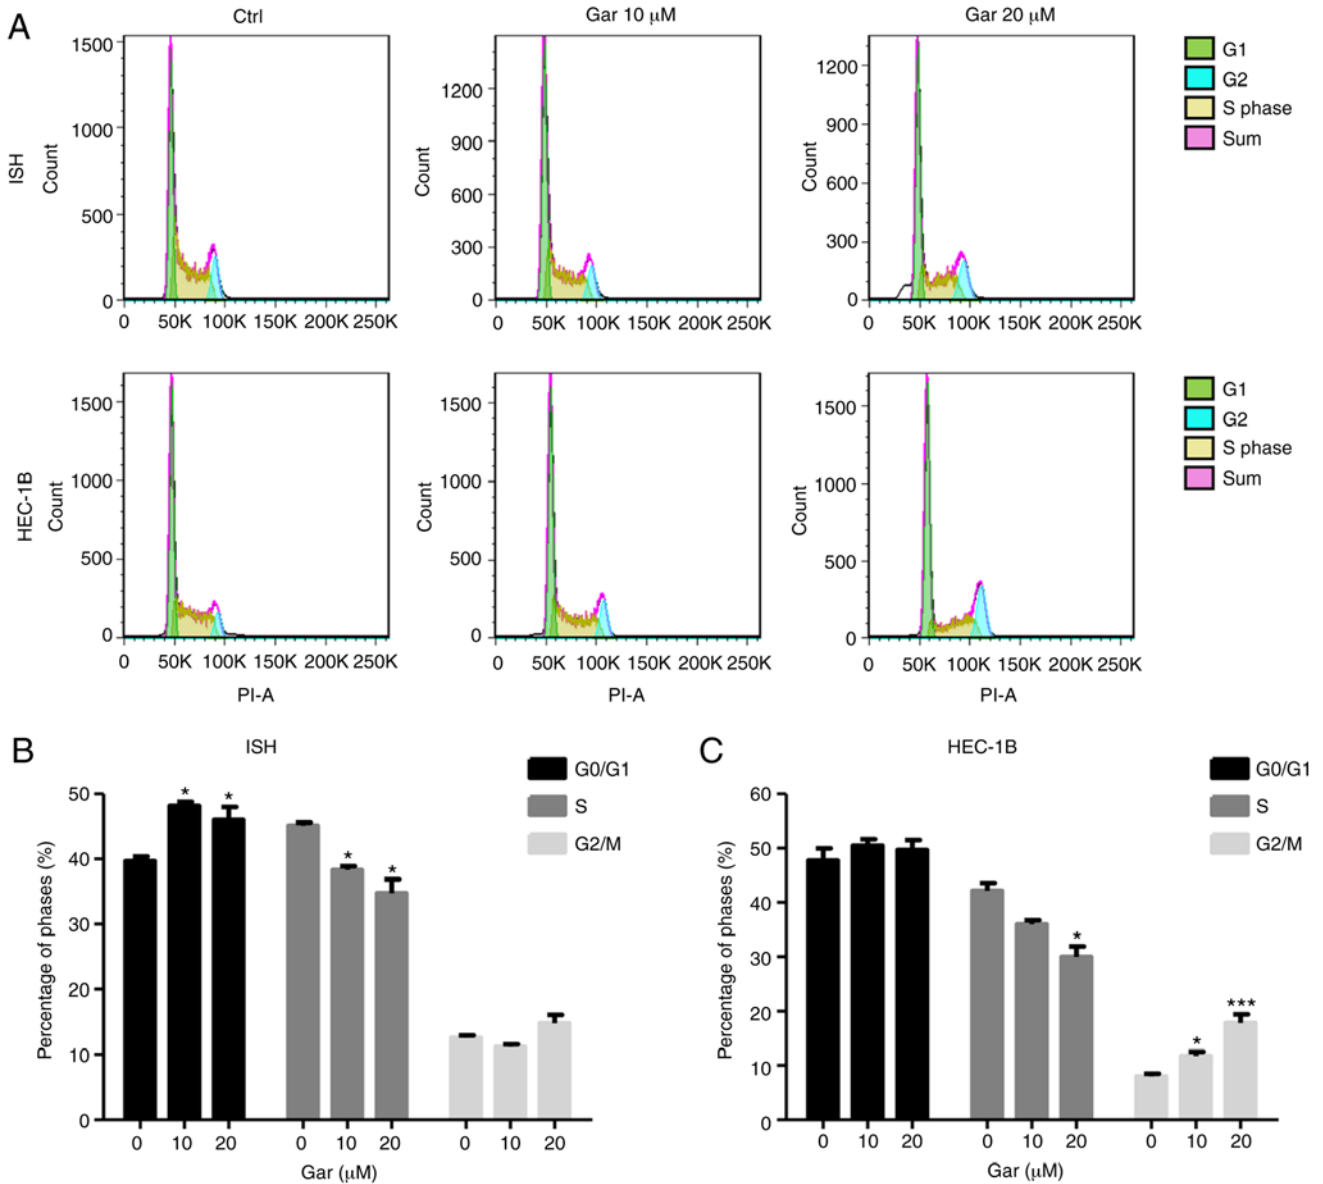 A
Ctrl
Gar 10 μM
Gar 20 μM
ISH
Count
1500
1000
500
0
0 50K 100K 150K 200K 250K
Count
1200
900
600
300
0
0 50K 100K 150K 200K 250K
Count
1200
900
600
300
0
0 50K 100K 150K 200K 250K
G1
G2
S phase
Sum
HEC-1B
Count
1500
1000
500
0
0 50K 100K 150K 200K 250K
PI-A
Count
1500
1000
500
0
0 50K 100K 150K 200K 250K
PI-A
Count
1500
1000
500
0
0 50K 100K 150K 200K 250K
PI-A
G1
G2
S phase
Sum
B
ISH
G0/G1
S
G2/M
Percentage of phases (%)
50
40
30
20
10
0
* *
* *
0 10 20 0 10 20 0 10 20
Gar (μM)
C
HEC-1B
G0/G1
S
G2/M
Percentage of phases (%)
60
50
40
30
20
10
0
*
* ***
0 10 20 0 10 20 0 10 20
Gar (μM)